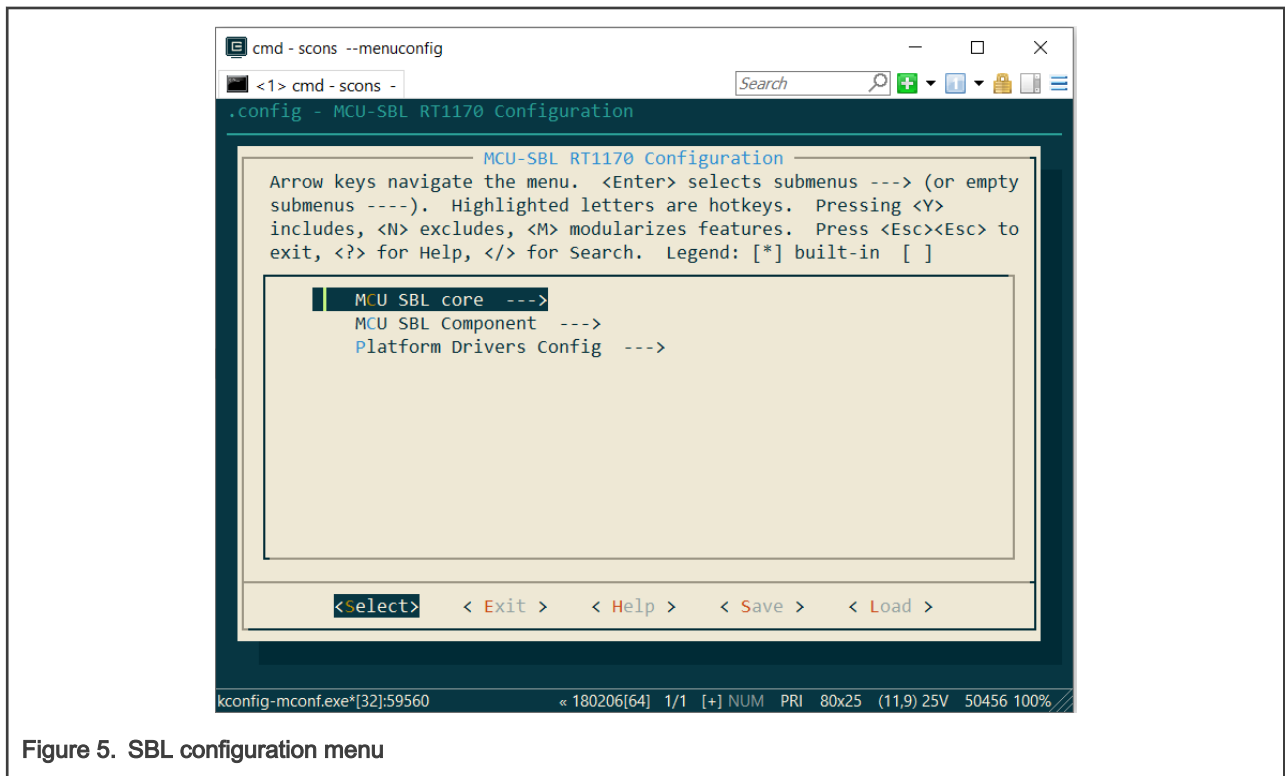 cmd - scons --menuconfig
<1> cmd - scons -
Search
.config - MCU-SBL RT1170 Configuration
MCU-SBL RT1170 Configuration
Arrow keys navigate the menu. <Enter> selects submenus ---> (or empty
submenus ----). Highlighted letters are hotkeys. Pressing <Y>
includes, <N> excludes, <M> modularizes features. Press <Esc><Esc> to
exit, <?> for Help, </> for Search. Legend: [*] built-in [ ]
MCU SBL core --->
MCU SBL Component --->
Platform Drivers Config --->
<Select> < Exit > < Help > < Save > < Load >
kconfig-mconf.exe*[32]:59560 « 180206[64] 1/1 [+] NUM PRI 80x25 (11,9) 25V 50456 100%
Figure 5. SBL configuration menu